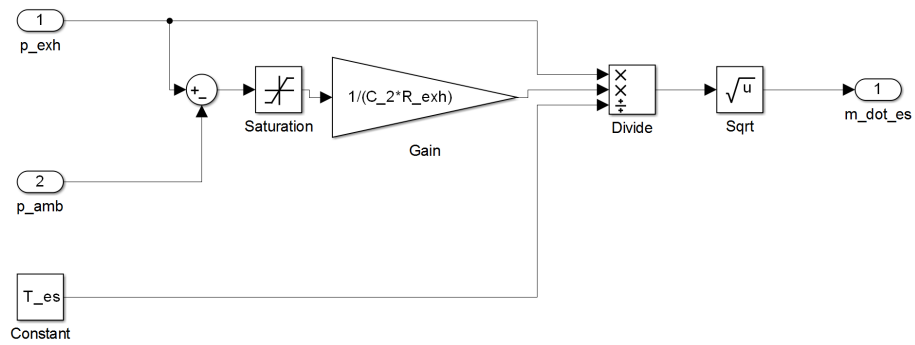 1
p_exh
+
−
Saturation
1/(C_2*R_exh)
Gain
×
×
÷
Divide
√u
Sqrt
1
m_dot_es
2
p_amb
T_es
Constant